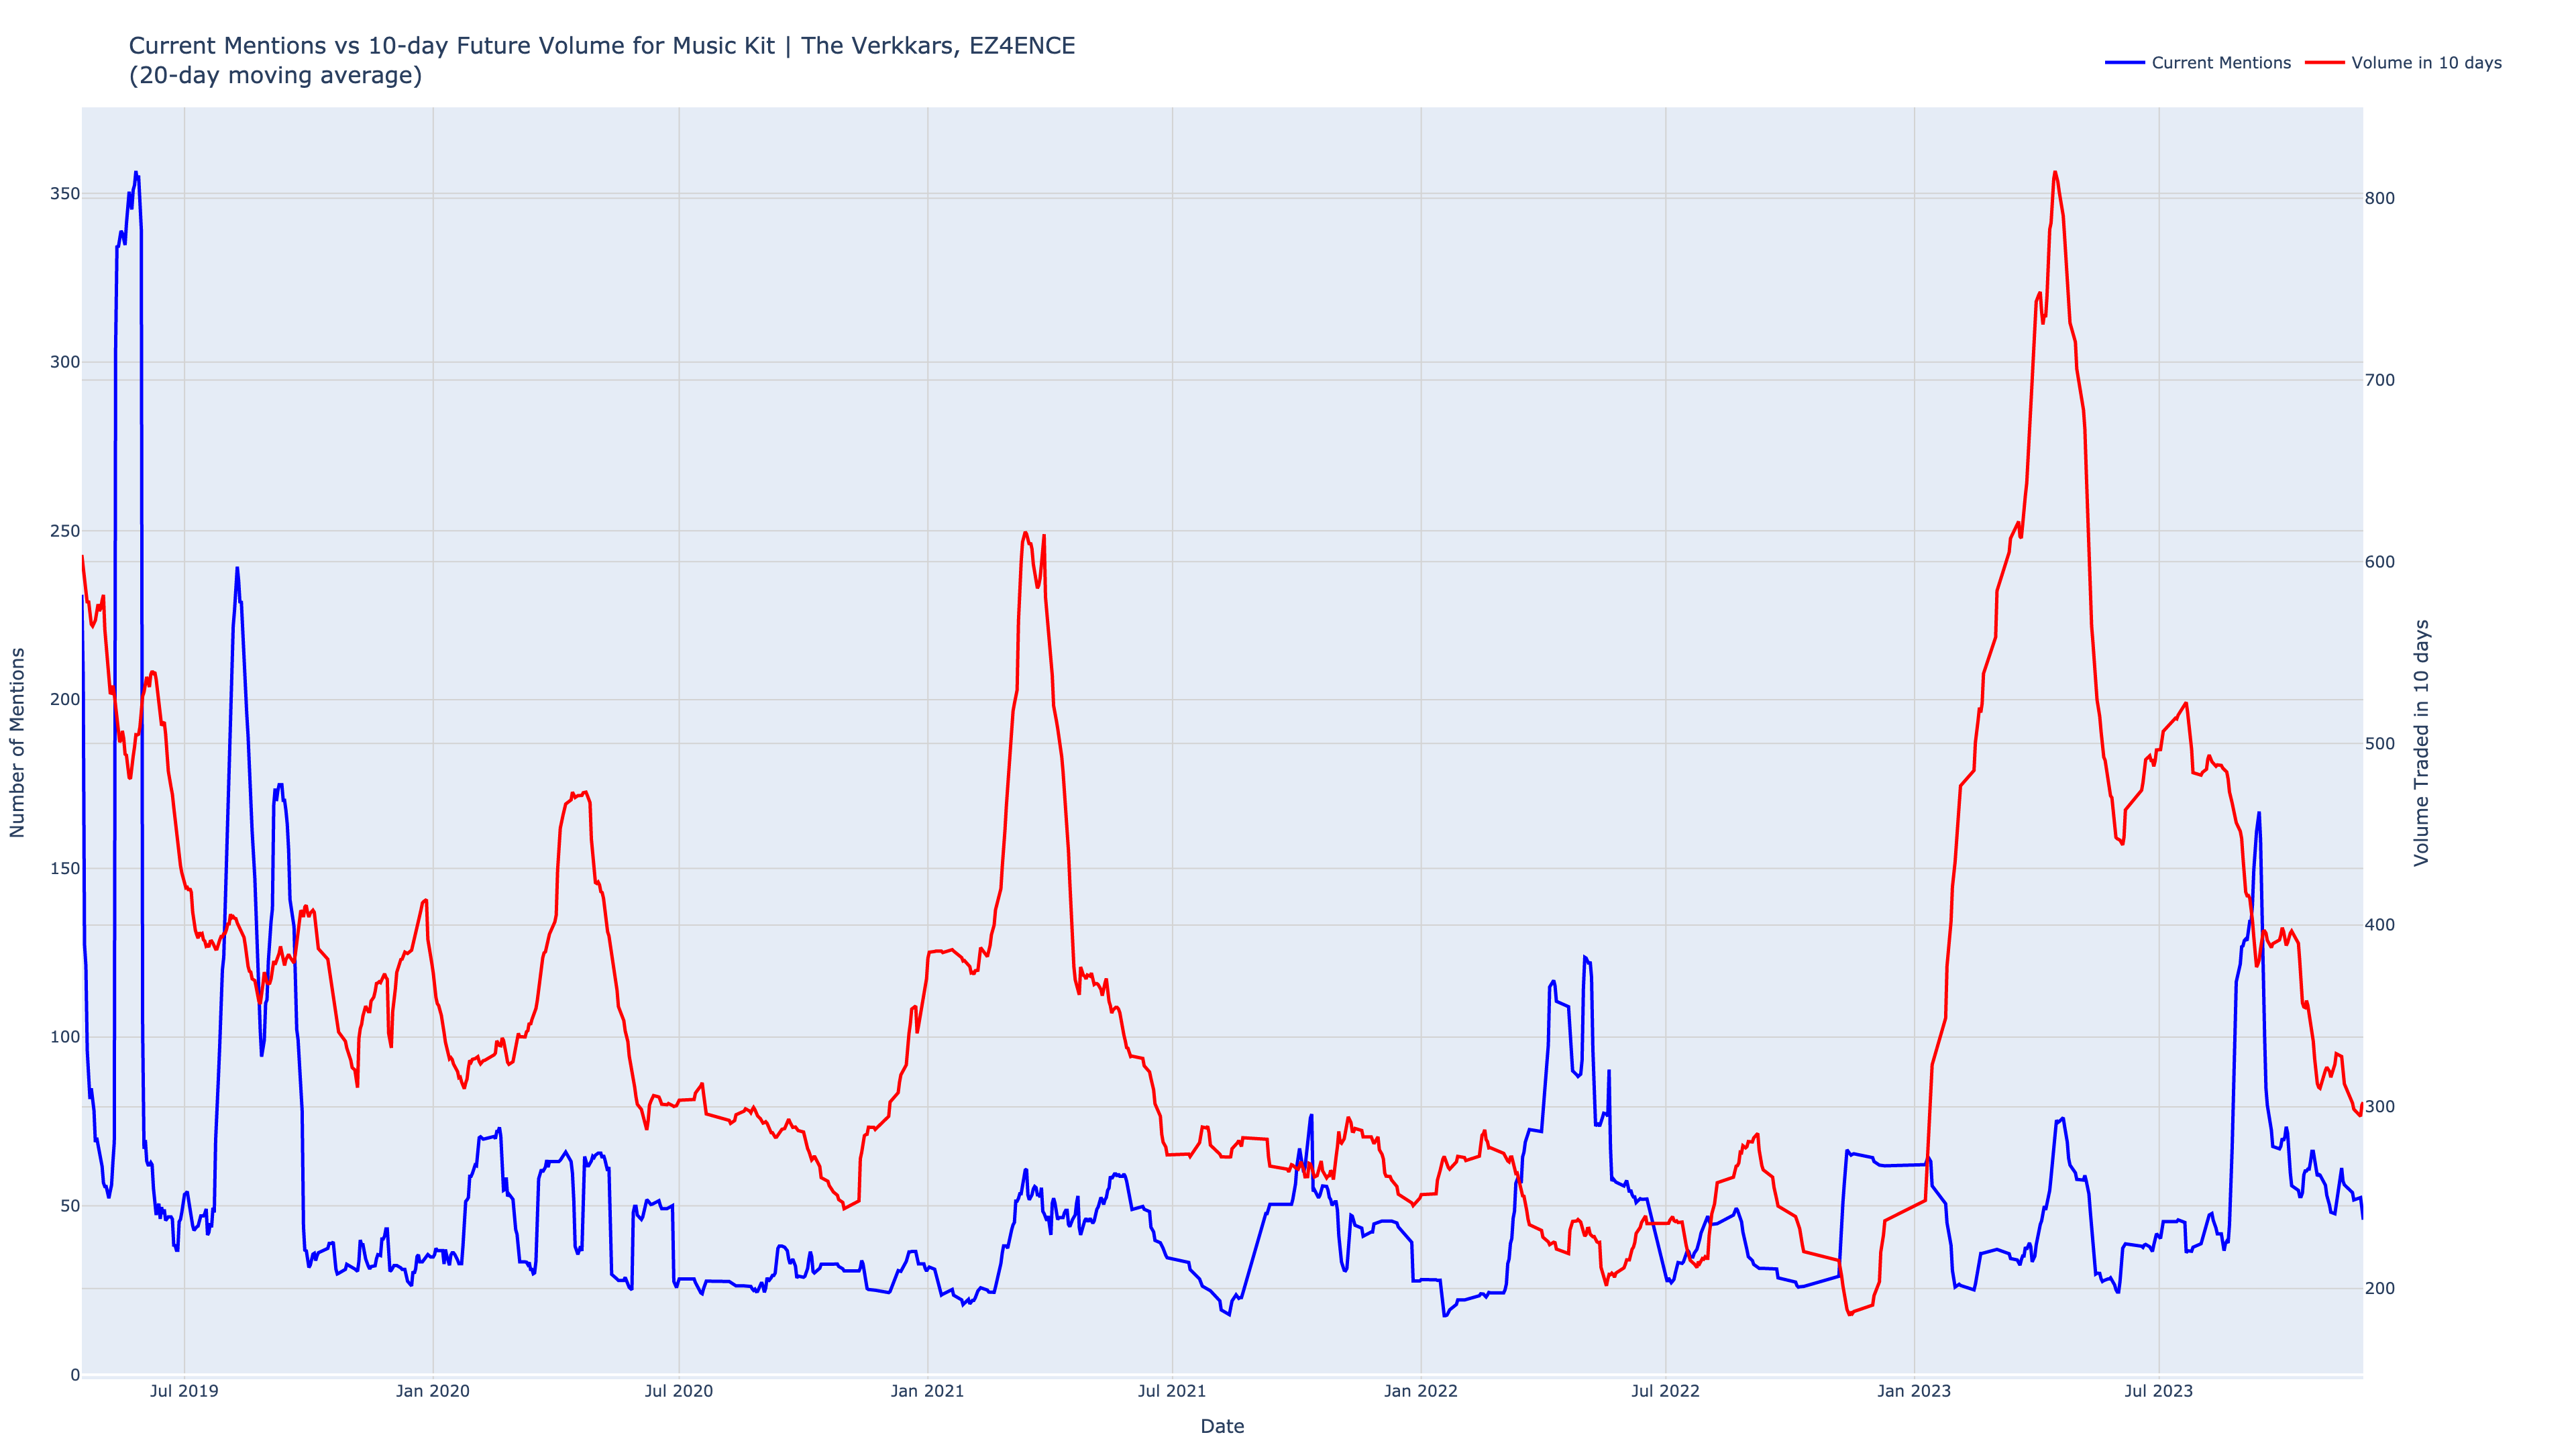 Current Mentions vs 10-day Future Volume for Music Kit | The Verkkars, EZ4ENCE
(20-day moving average)
Current Mentions
Volume in 10 days
350
300
250
200
150
100
50
0
Number of Mentions
800
700
600
500
400
300
200
Volume Traded in 10 days
Jul 2019
Jan 2020
Jul 2020
Jan 2021
Jul 2021
Jan 2022
Jul 2022
Jan 2023
Jul 2023
Date